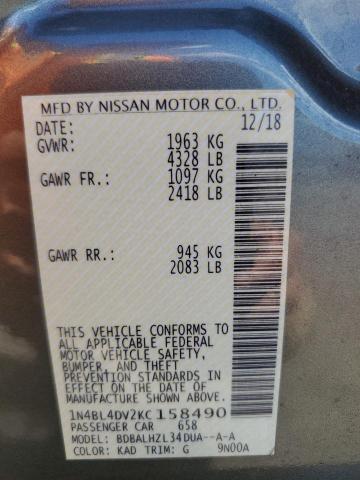 MFD BY NISSAN MOTOR CO., LTD.
DATE: 12/18
GVWR: 1963 KG
4328 LB
GAWR FR.: 1097 KG
2418 LB
GAWR RR.: 945 KG
2083 LB
THIS VEHICLE CONFORMS TO
ALL APPLICABLE FEDERAL
MOTOR VEHICLE SAFETY,
BUMPER, AND THEFT
PREVENTION STANDARDS IN
EFFECT ON THE DATE OF
MANUFACTURE SHOWN ABOVE.
1N4BL4DV2KC158490
PASSENGER CAR 658
MODEL: BDBALHZL34DUA--A-A
COLOR: KAD TRIM: G 9N00A